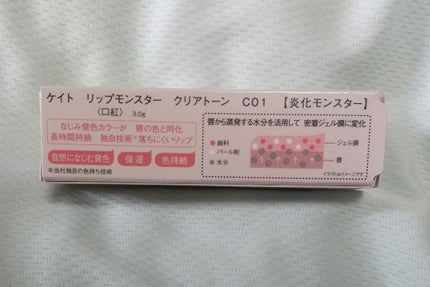 ケイト リップモンスター クリアトーン C01 【炎化モンスター】
〈口紅〉 3.0g
なじみ発色カラーが 唇の色と同化
長時間持続 独自技術※落ちにくいリップ
自然になじむ発色 保湿 色持続
※当社独自の色持ち技術
唇から蒸発する水分を活用して 密着ジェル膜に変化
顔料
パール剤
水分
ジェル膜
唇
イラストはイメージです